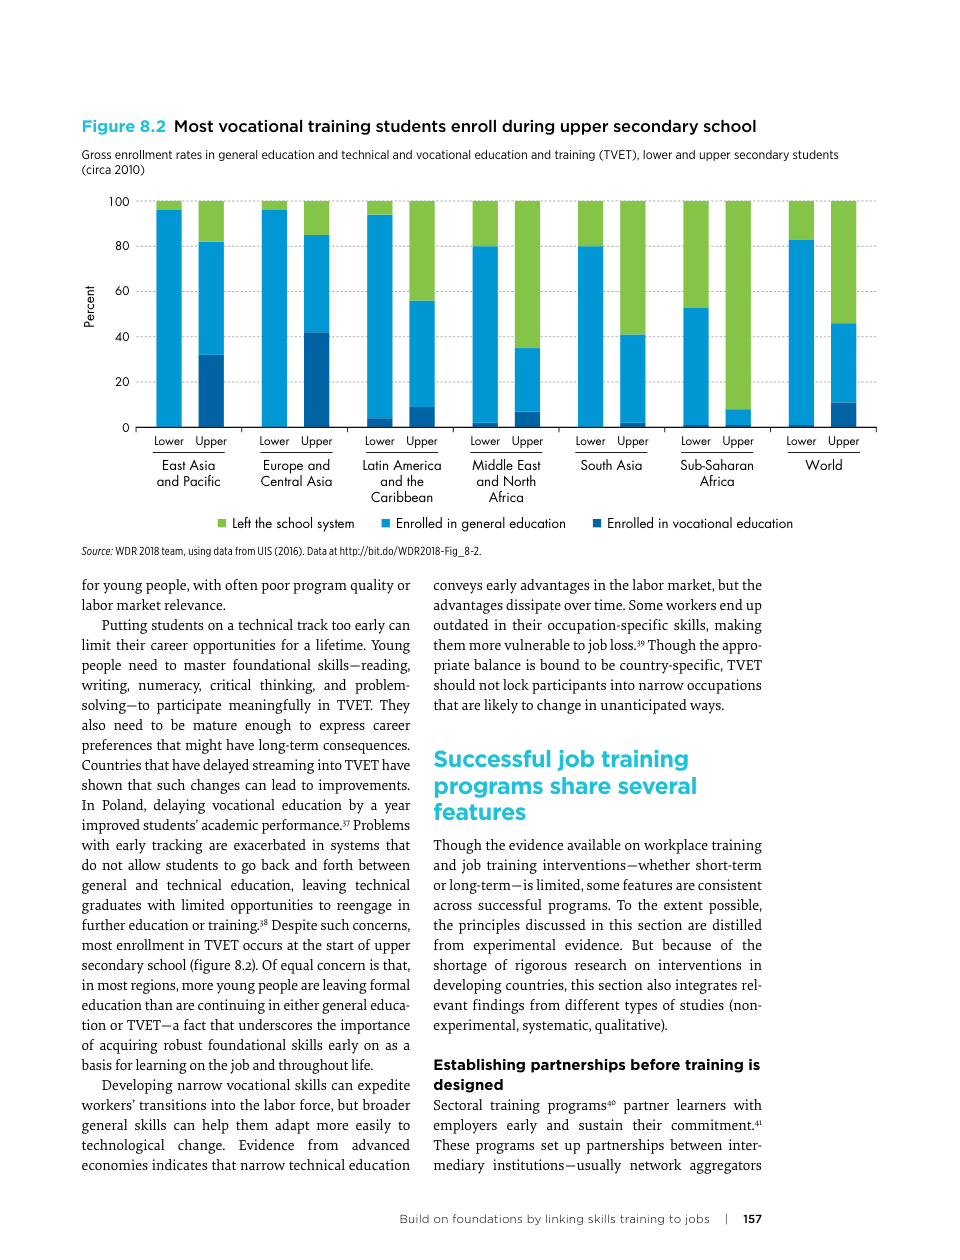 Figure 8.2 Most vocational training students enroll during upper secondary school
Gross enrollment rates in general education and technical and vocational education and training (TVET), lower and upper secondary students
(circa 2010)
Percent
100
80
60
40
20
0
Lower Upper Lower Upper Lower Upper Lower Upper Lower Upper Lower Upper Lower Upper
East Asia
and Pacific
Europe and
Central Asia
Latin America
and the
Caribbean
Middle East
and North
Africa
South Asia
Sub-Saharan
Africa
World
Left the school system Enrolled in general education Enrolled in vocational education
Source: WDR 2018 team, using data from UIS (2016). Data at http://bit.do/WDR2018-Fig_8-2.
for young people, with often poor program quality or
labor market relevance.
Putting students on a technical track too early can
limit their career opportunities for a lifetime. Young
people need to master foundational skills—reading,
writing, numeracy, critical thinking, and problem-
solving—to participate meaningfully in TVET. They
also need to be mature enough to express career
preferences that might have long-term consequences.
Countries that have delayed streaming into TVET have
shown that such changes can lead to improvements.
In Poland, delaying vocational education by a year
improved students’ academic performance.37 Problems
with early tracking are exacerbated in systems that
do not allow students to go back and forth between
general and technical education, leaving technical
graduates with limited opportunities to reengage in
further education or training.38 Despite such concerns,
most enrollment in TVET occurs at the start of upper
secondary school (figure 8.2). Of equal concern is that,
in most regions, more young people are leaving formal
education than are continuing in either general educa-
tion or TVET—a fact that underscores the importance
of acquiring robust foundational skills early on as a
basis for learning on the job and throughout life.
Developing narrow vocational skills can expedite
workers’ transitions into the labor force, but broader
general skills can help them adapt more easily to
technological change. Evidence from advanced
economies indicates that narrow technical education
conveys early advantages in the labor market, but the
advantages dissipate over time. Some workers end up
outdated in their occupation-specific skills, making
them more vulnerable to job loss.39 Though the appro-
priate balance is bound to be country-specific, TVET
should not lock participants into narrow occupations
that are likely to change in unanticipated ways.
Successful job training
programs share several
features
Though the evidence available on workplace training
and job training interventions—whether short-term
or long-term—is limited, some features are consistent
across successful programs. To the extent possible,
the principles discussed in this section are distilled
from experimental evidence. But because of the
shortage of rigorous research on interventions in
developing countries, this section also integrates rel-
evant findings from different types of studies (non-
experimental, systematic, qualitative).
Establishing partnerships before training is
designed
Sectoral training programs40 partner learners with
employers early and sustain their commitment.41
These programs set up partnerships between inter-
mediary institutions—usually network aggregators
Build on foundations by linking skills training to jobs | 157